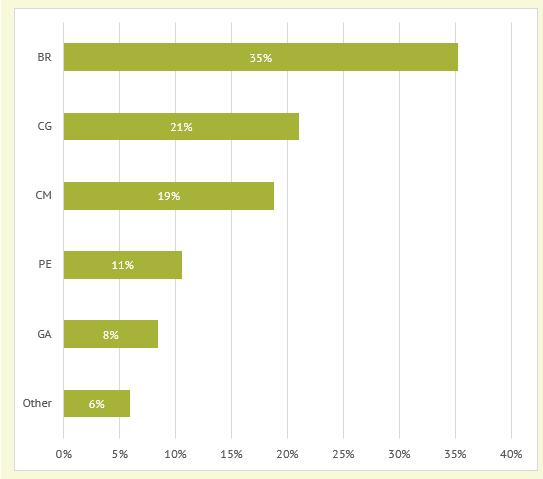 BR 35%
CG 21%
CM 19%
PE 11%
GA 8%
Other 6%
0% 5% 10% 15% 20% 25% 30% 35% 40%